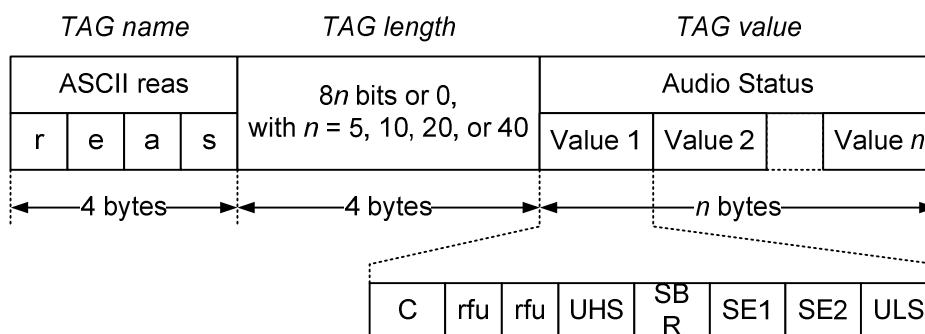 TAG name TAG length TAG value
ASCII reas
8n bits or 0,
with n = 5, 10, 20, or 40
Audio Status
r e a s
Value 1 Value 2 Value n
4 bytes 4 bytes n bytes
C rfu rfu UHS SB
R SE1 SE2 ULS